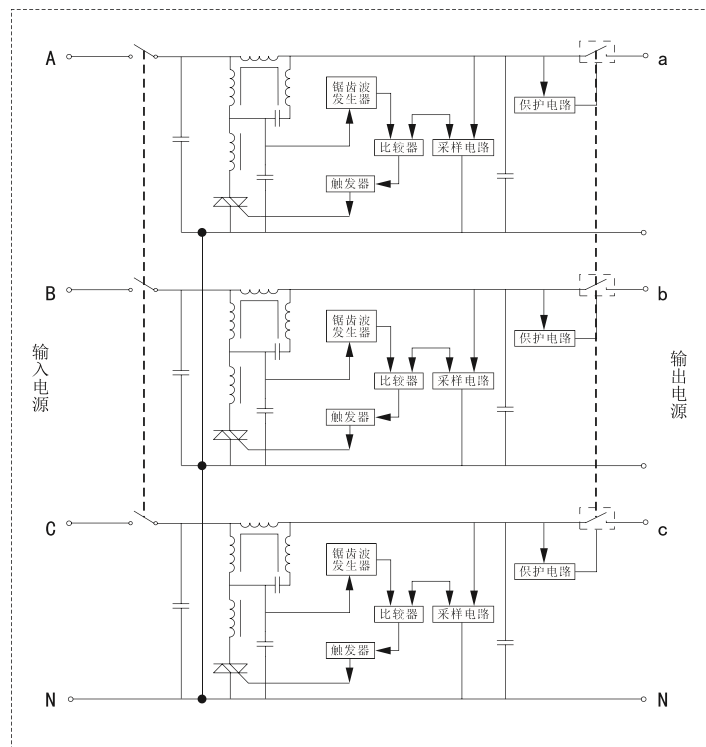 A
a
锯齿波
发生器
保护电路
比较器
采样电路
触发器
B
b
锯齿波
发生器
保护电路
输入电源
输出电源
比较器
采样电路
触发器
C
c
锯齿波
发生器
保护电路
比较器
采样电路
触发器
N
N